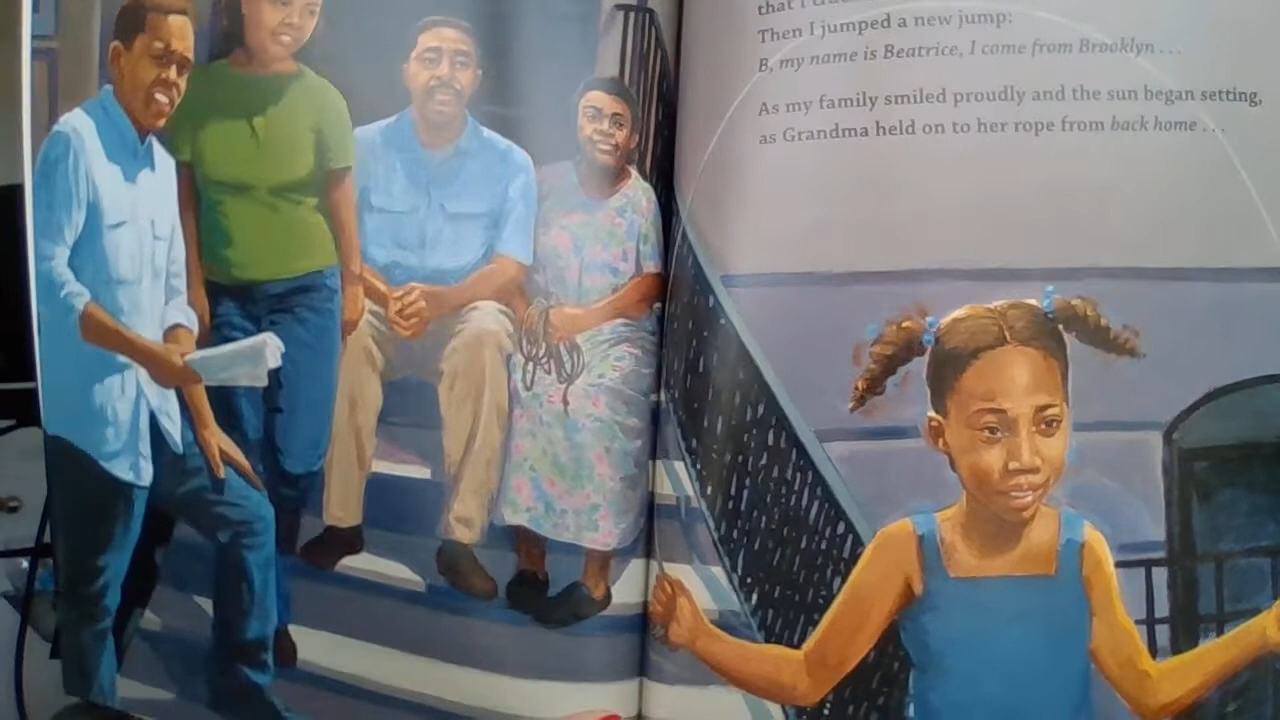 that I
Then I jumped a new jump:
B, my name is Beatrice, I come from Brooklyn . . .
As my family smiled proudly and the sun began setting,
as Grandma held on to her rope from back home . . .